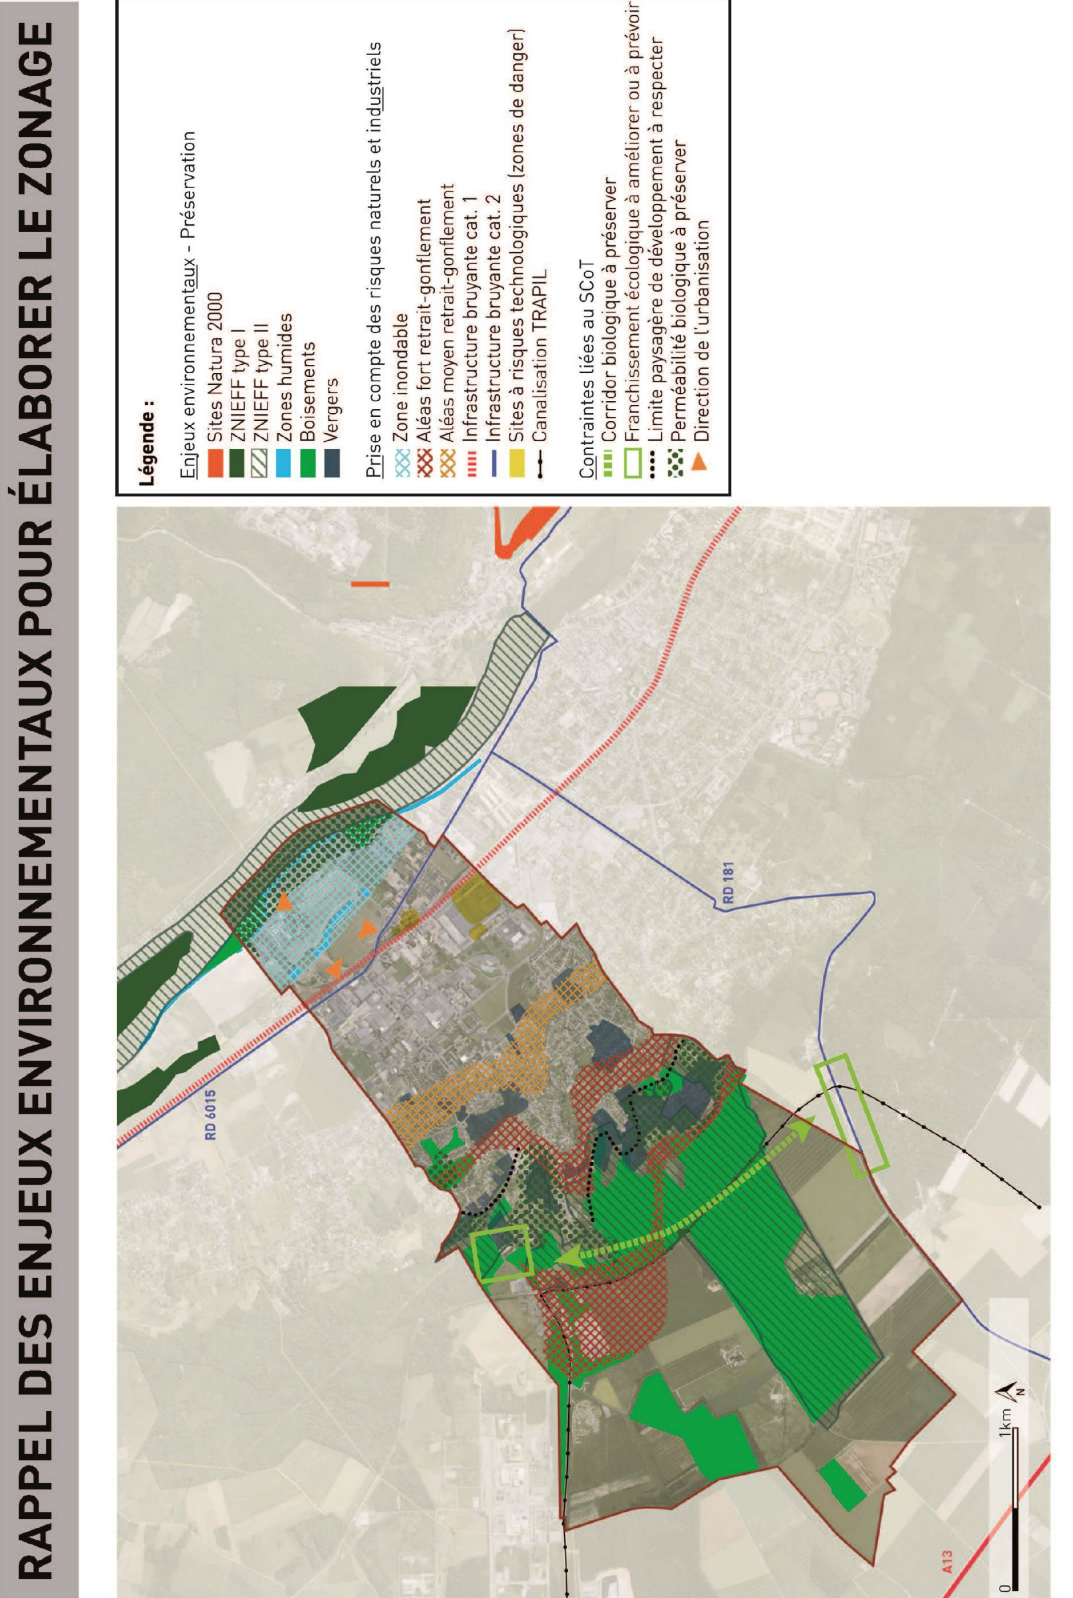 RAPPEL DES ENJEUX ENVIRONNEMENTAUX POUR ÉLABORER LE ZONAGE
Légende :
Enjeux environnementaux - Préservation
Sites Natura 2000
ZNIEFF type I
ZNIEFF type II
Zones humides
Boisements
Vergers
Prise en compte des risques naturels et industriels
Zone inondable
Aléas fort retrait-gonflement
Aléas moyen retrait-gonflement
Infrastructure bruyante cat. 1
Infrastructure bruyante cat. 2
Sites à risques technologiques (zones de danger)
Canalisation TRAPIL
Contraintes liées au SCoT
Corridor biologique à préserver
Franchissement écologique à améliorer ou à prévoir
Limite paysagère de développement à respecter
Perméabilité biologique à préserver
Direction de l'urbanisation
RD 6015
RD 181
A13
0 1km
N